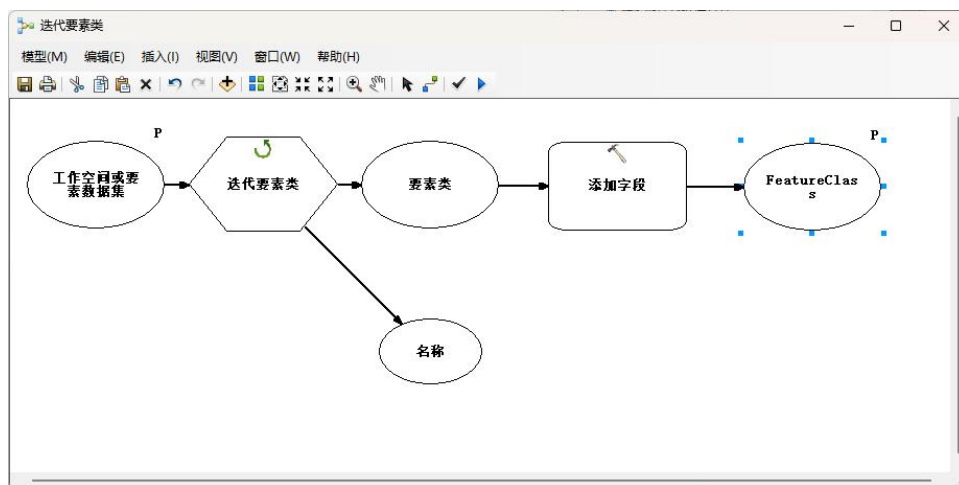 迭代要素类
模型(M) 编辑(E) 插入(I) 视图(V) 窗口(W) 帮助(H)
P
P
工作空间或要
素数据集
迭代要素类
要素类
添加字段
FeatureClas
s
名称